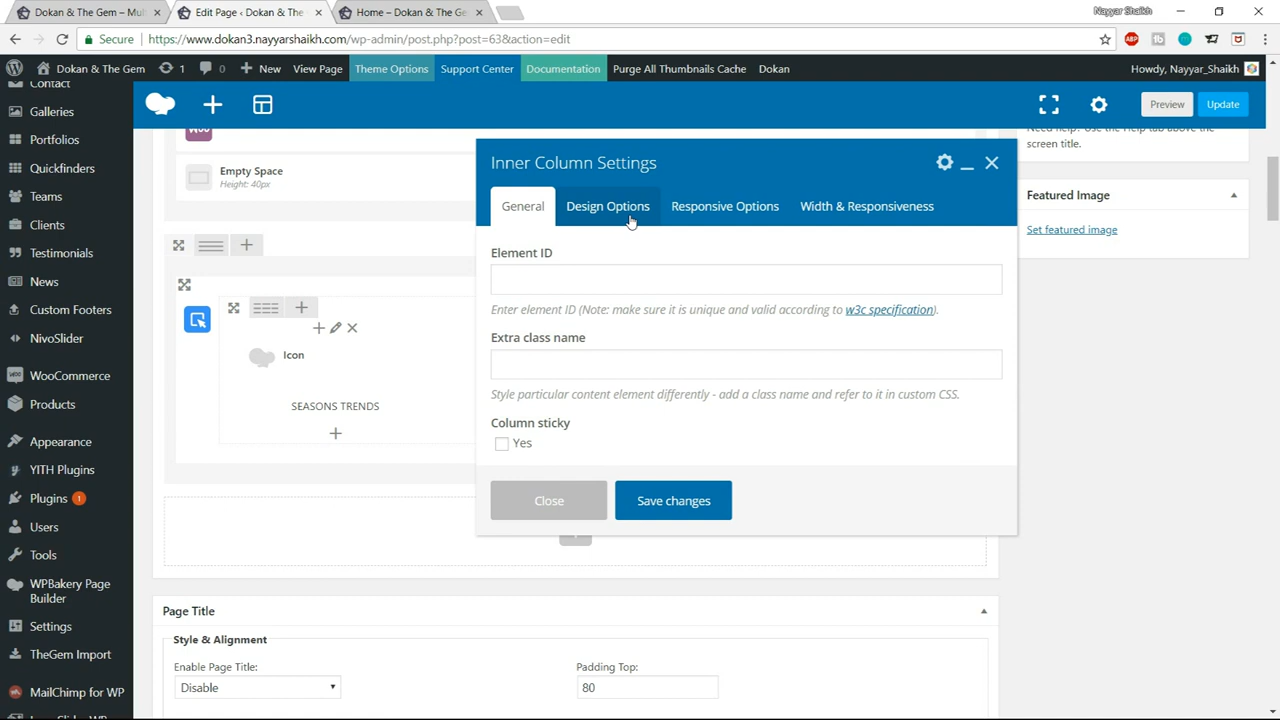 Dokan & The Gem – Mul
Edit Page ‹ Dokan & The
Home – Dokan & The Ge
Nayyar Shaikh
Secure
https://www.dokan3.nayyarshaikh.com/wp-admin/post.php?post=63&action=edit
Dokan & The Gem
1
0
New
View Page
Theme Options
Support Center
Documentation
Purge All Thumbnails Cache
Dokan
Howdy, Nayyar_Shaikh
Contact
Galleries
Portfolios
Quickfinders
Teams
Clients
Testimonials
News
Custom Footers
NivoSlider
WooCommerce
Products
Appearance
YITH Plugins
Plugins 1
Users
Tools
WPBakery Page
Builder
Settings
TheGem Import
MailChimp for WP
Preview
Update
Woo
Empty Space
Height: 40px
Icon
SEASONS TRENDS
Inner Column Settings
General
Design Options
Responsive Options
Width & Responsiveness
Element ID
Enter element ID (Note: make sure it is unique and valid according to w3c specification).
Extra class name
Style particular content element differently - add a class name and refer to it in custom CSS.
Column sticky
Yes
Close
Save changes
Need help? Use the Help tab above the
screen title.
Featured Image
Set featured image
Page Title
Style & Alignment
Enable Page Title:
Disable
Padding Top:
80